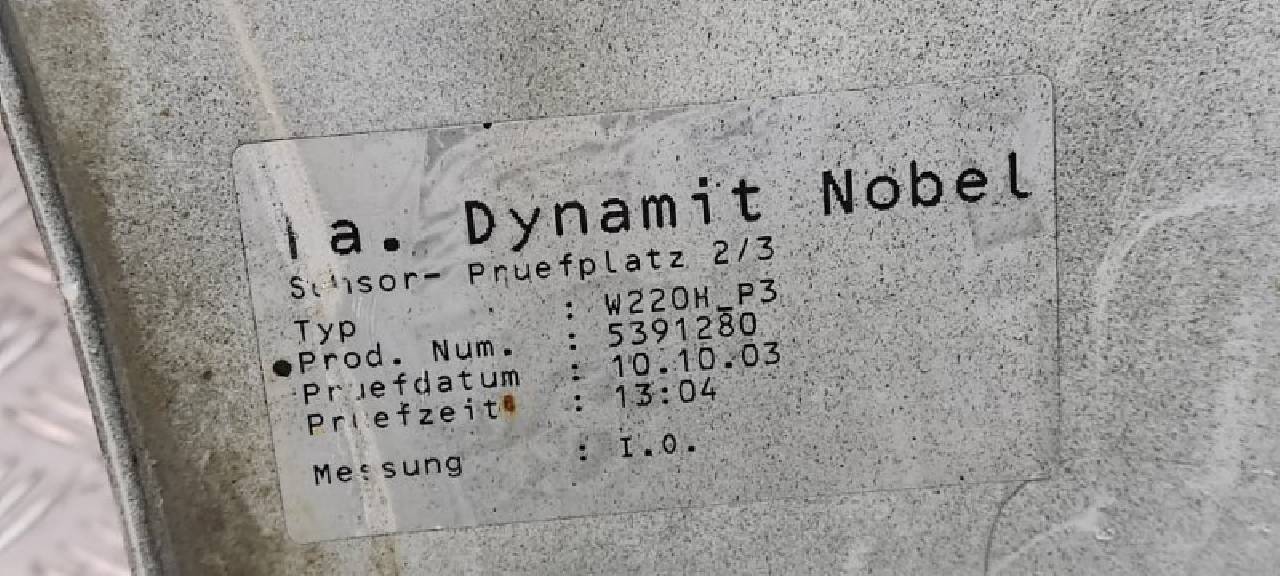 Fa. Dynamit Nobel
Sensor- Pruefplatz 2/3
Typ : W220H_P3
Prod. Num. : 5391280
Pruefdatum : 10.10.03
Pruefzeit : 13:04
Messung : I.O.